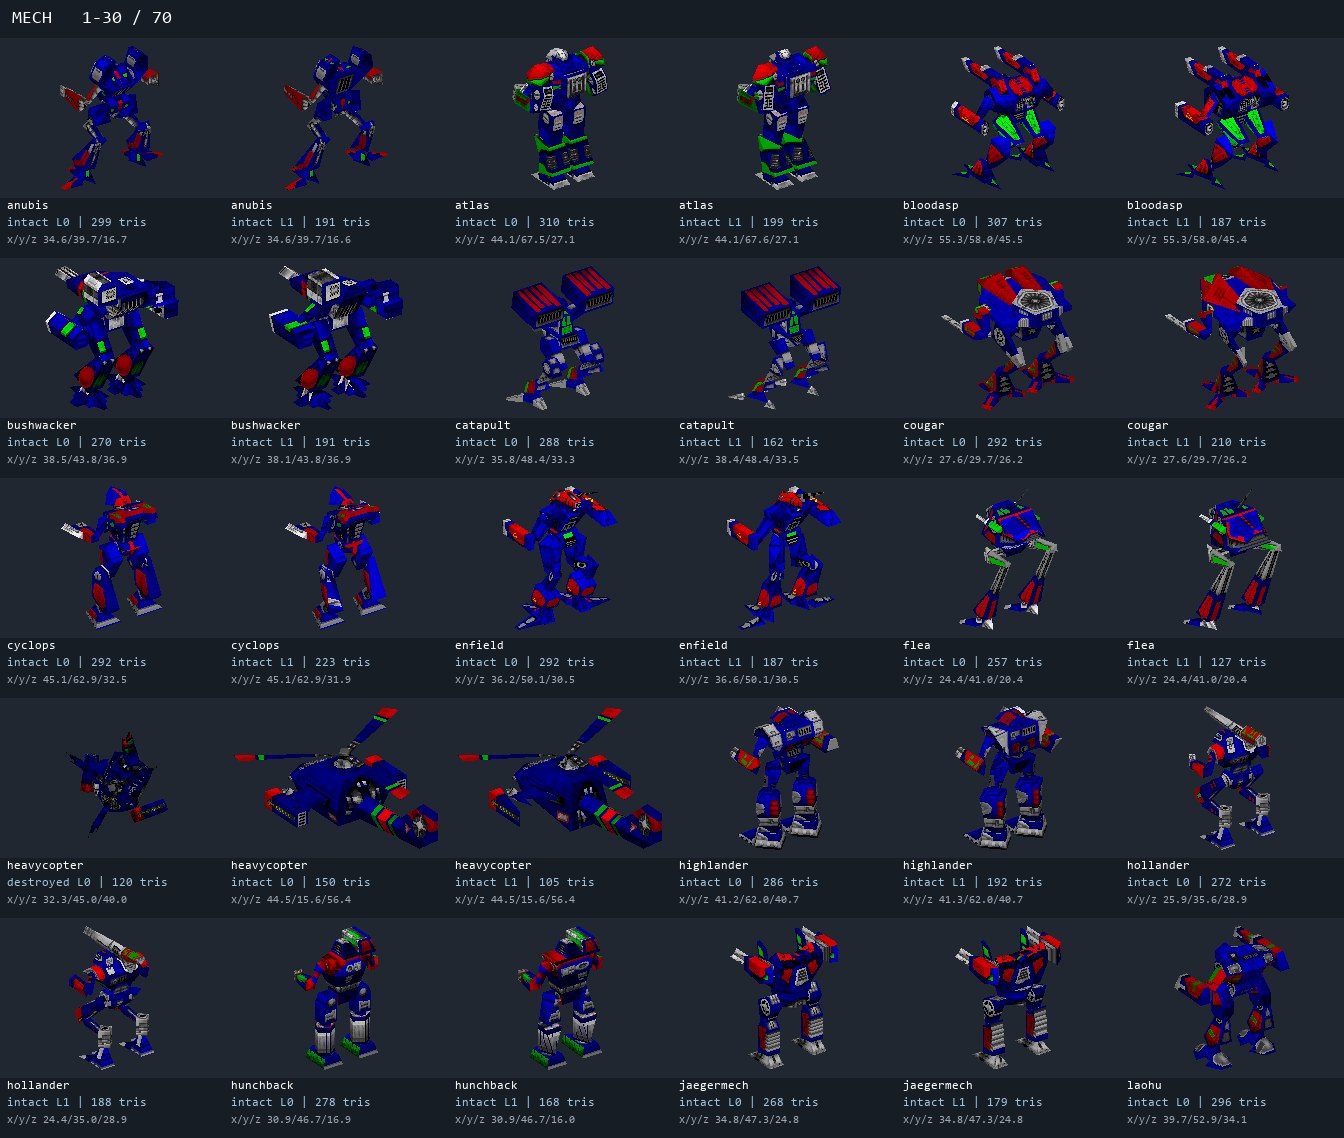 MECH 1-30 / 70
anubis
intact L0 | 299 tris
x/y/z 34.6/39.7/16.7
anubis
intact L1 | 191 tris
x/y/z 34.6/39.7/16.6
atlas
intact L0 | 310 tris
x/y/z 44.1/67.5/27.1
atlas
intact L1 | 199 tris
x/y/z 44.1/67.6/27.1
bloodasp
intact L0 | 307 tris
x/y/z 55.3/58.0/45.5
bloodasp
intact L1 | 187 tris
x/y/z 55.3/58.0/45.4
bushwacker
intact L0 | 270 tris
x/y/z 38.5/43.8/36.9
bushwacker
intact L1 | 191 tris
x/y/z 38.1/43.8/36.9
catapult
intact L0 | 288 tris
x/y/z 35.8/48.4/33.3
catapult
intact L1 | 162 tris
x/y/z 38.4/48.4/33.5
cougar
intact L0 | 292 tris
x/y/z 27.6/29.7/26.2
cougar
intact L1 | 210 tris
x/y/z 27.6/29.7/26.2
cyclops
intact L0 | 292 tris
x/y/z 45.1/62.9/32.5
cyclops
intact L1 | 223 tris
x/y/z 45.1/62.9/31.9
enfield
intact L0 | 292 tris
x/y/z 36.2/50.1/30.5
enfield
intact L1 | 187 tris
x/y/z 36.6/50.1/30.5
flea
intact L0 | 257 tris
x/y/z 24.4/41.0/20.4
flea
intact L1 | 127 tris
x/y/z 24.4/41.0/20.4
heavycopter
destroyed L0 | 120 tris
x/y/z 32.3/45.0/40.0
heavycopter
intact L0 | 150 tris
x/y/z 44.5/15.6/56.4
heavycopter
intact L1 | 105 tris
x/y/z 44.5/15.6/56.4
highlander
intact L0 | 286 tris
x/y/z 41.2/62.0/40.7
highlander
intact L1 | 192 tris
x/y/z 41.3/62.0/40.7
hollander
intact L0 | 272 tris
x/y/z 25.9/35.6/28.9
hollander
intact L1 | 188 tris
x/y/z 24.4/35.0/28.9
hunchback
intact L0 | 278 tris
x/y/z 30.9/46.7/16.9
hunchback
intact L1 | 168 tris
x/y/z 30.9/46.7/16.0
jaegermech
intact L0 | 268 tris
x/y/z 34.8/47.3/24.8
jaegermech
intact L1 | 179 tris
x/y/z 34.8/47.3/24.8
laohu
intact L0 | 296 tris
x/y/z 39.7/52.9/34.1